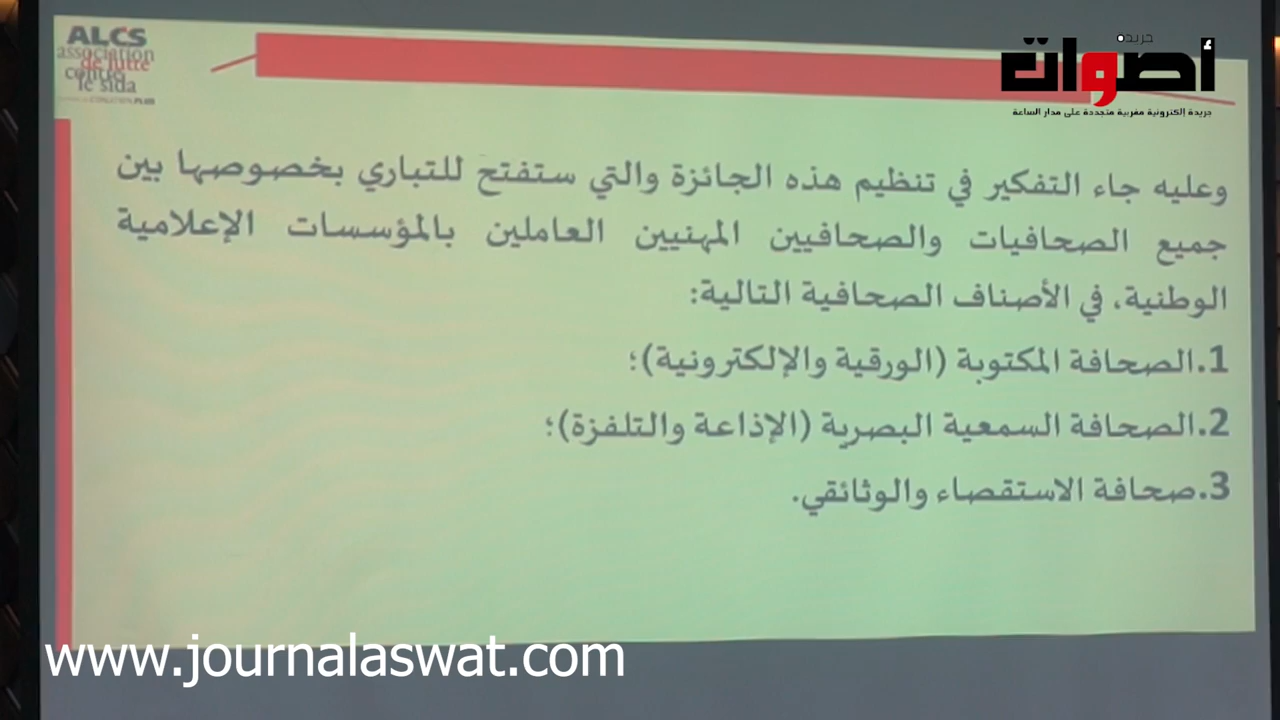 ALCS
association
de lutte
contre
le sida
جريدة
أصوات
جريدة إلكترونية مغربية متجددة على مدار الساعة
وعليه جاء التفكير في تنظيم هذه الجائزة والتي ستفتح للتباري بخصوصها بين
جميع الصحافيات والصحافيين المهنيين العاملين بالمؤسسات الإعلامية
الوطنية، في الأصناف الصحافية التالية:
1.الصحافة المكتوبة (الورقية والإلكترونية)؛
2.الصحافة السمعية البصرية (الإذاعة والتلفزة)؛
3.صحافة الاستقصاء والوثائقي.
www.journalaswat.com